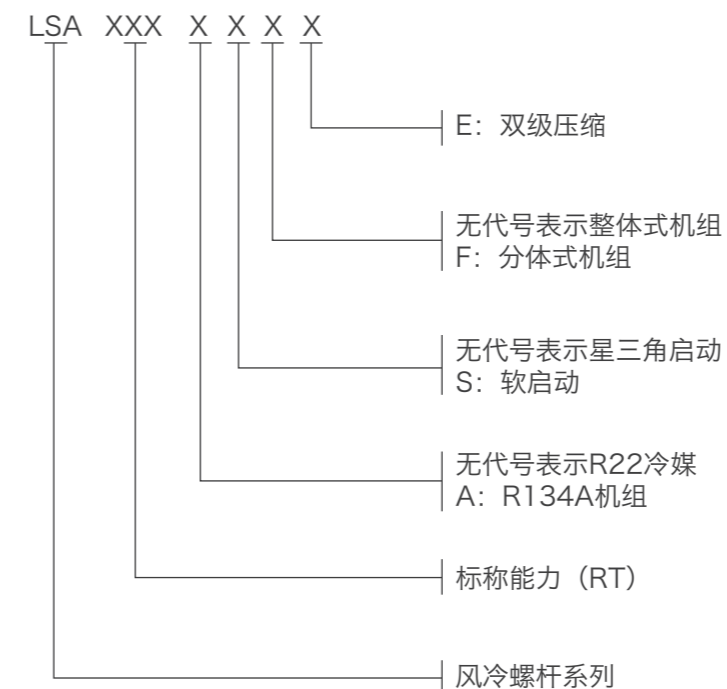 LSA XXX X X X X
E：双级压缩
无代号表示整体式机组
F：分体式机组
无代号表示星三角启动
S：软启动
无代号表示R22冷媒
A：R134A机组
标称能力（RT）
风冷螺杆系列